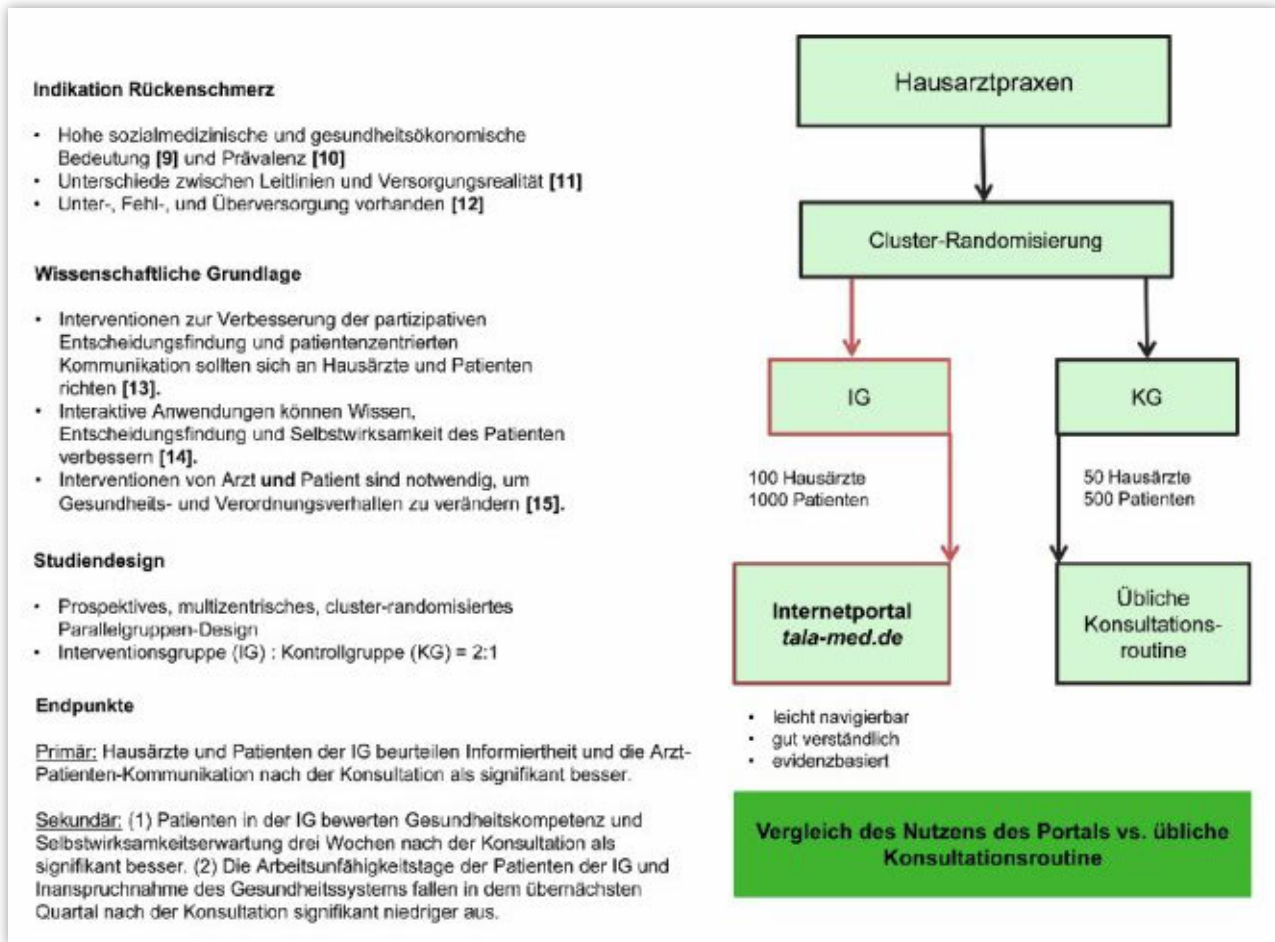 Indikation Rückenschmerz
• Hohe sozialmedizinische und gesundheitsökonomische
Bedeutung [9] und Prävalenz [10]
• Unterschiede zwischen Leitlinien und Versorgungsrealität [11]
• Unter-, Fehl-, und Überversorgung vorhanden [12]
Wissenschaftliche Grundlage
• Interventionen zur Verbesserung der partizipativen
Entscheidungsfindung und patientenzentrierten
Kommunikation sollten sich an Hausärzte und Patienten
richten [13].
• Interaktive Anwendungen können Wissen,
Entscheidungsfindung und Selbstwirksamkeit des Patienten
verbessern [14].
• Interventionen von Arzt und Patient sind notwendig, um
Gesundheits- und Verordnungsverhalten zu verändern [15].
Studiendesign
• Prospektives, multizentrisches, cluster-randomisiertes
Parallelgruppen-Design
• Interventionsgruppe (IG) : Kontrollgruppe (KG) = 2:1
Endpunkte
Primär: Hausärzte und Patienten der IG beurteilen Informiertheit und die Arzt-
Patienten-Kommunikation nach der Konsultation als signifikant besser.
Sekundär: (1) Patienten in der IG bewerten Gesundheitskompetenz und
Selbstwirksamkeitserwartung drei Wochen nach der Konsultation als
signifikant besser. (2) Die Arbeitsunfähigkeitstage der Patienten der IG und
Inanspruchnahme des Gesundheitssystems fallen in dem übernächsten
Quartal nach der Konsultation signifikant niedriger aus.
Hausarztpraxen
Cluster-Randomisierung
IG
KG
100 Hausärzte
1000 Patienten
50 Hausärzte
500 Patienten
Internetportal
tala-med.de
Übliche
Konsultations-
routine
• leicht navigierbar
• gut verständlich
• evidenzbasiert
Vergleich des Nutzens des Portals vs. übliche
Konsultationsroutine